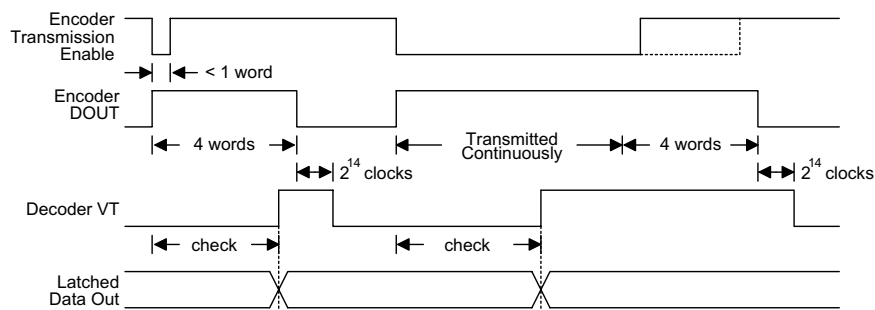 Encoder
Transmission
Enable
< 1 word
Encoder
DOUT
4 words
Transmitted
Continuously
4 words
2^14 clocks
2^14 clocks
Decoder VT
check
check
Latched
Data Out